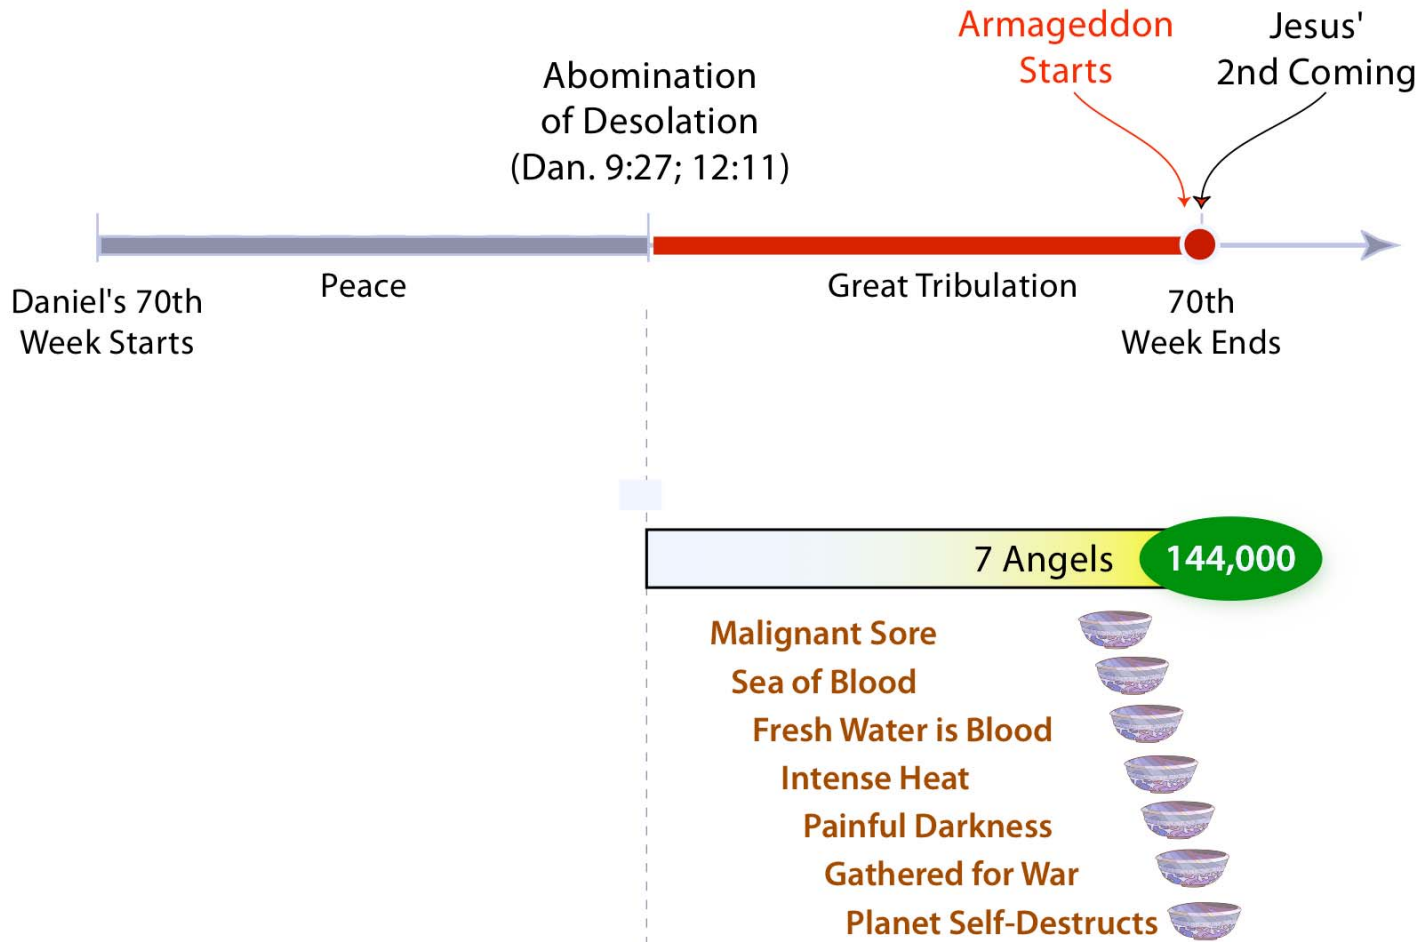 Armageddon
Starts
Jesus'
2nd Coming
Abomination
of Desolation
(Dan. 9:27; 12:11)
Peace
Great Tribulation
Daniel's 70th
Week Starts
70th
Week Ends
7 Angels
144,000
Malignant Sore
Sea of Blood
Fresh Water is Blood
Intense Heat
Painful Darkness
Gathered for War
Planet Self-Destructs